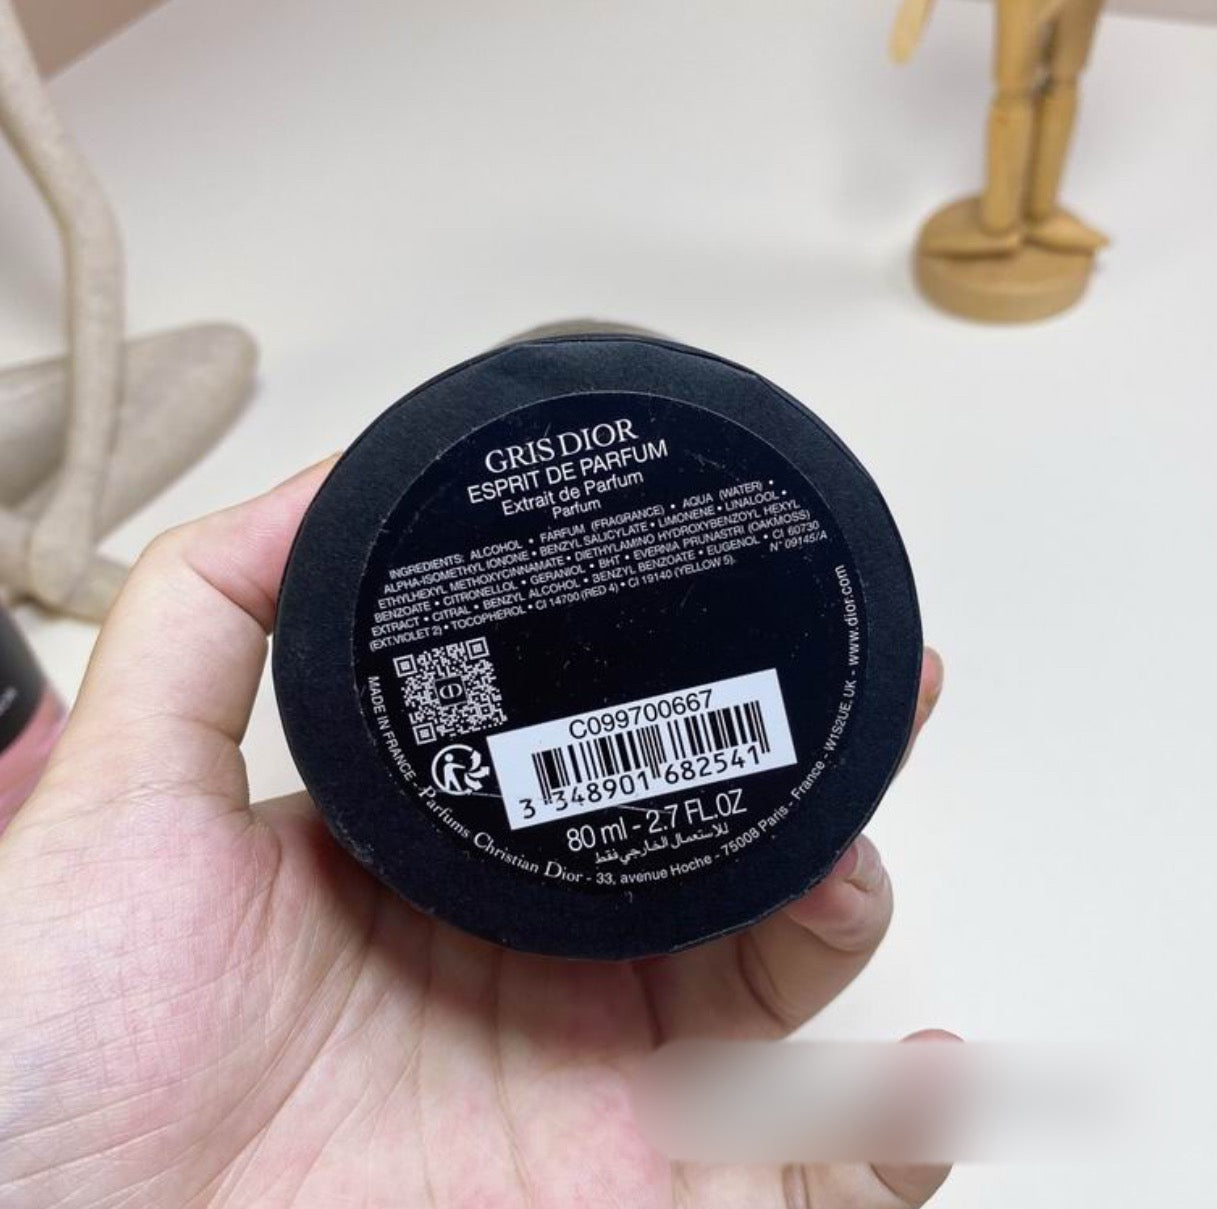 GRIS DIOR
ESPRIT DE PARFUM
Extrait de Parfum
Parfum
INGREDIENTS: ALCOHOL • FARFUM (FRAGRANCE) • AQUA (WATER) •
ALPHA-ISOMETHYL IONONE • BENZYL SALICYLATE • LIMONENE • LINALOOL •
ETHYLHEXYL METHOXYCINNAMATE • DIETHYLAMINO HYDROXYBENZOYL HEXYL
BENZOATE • CITRONELLOL • GERANIOL • BHT • EVERNIA PRUNASTRI (OAKMOSS)
EXTRACT • CITRAL • BENZYL ALCOHOL • BENZYL BENZOATE • EUGENOL • CI 60730
(EXT.VIOLET 2) • TOCOPHEROL • CI 14700 (RED 4) • CI 19140 (YELLOW 5).
N° 09145/A
C099700667
3 348901 682541
80 ml - 2.7 FL.OZ
للاستعمال الخارجي فقط
MADE IN FRANCE - Parfums Christian Dior - 33, avenue Hoche - 75008 Paris - France - W1S2UE. UK - www.dior.com